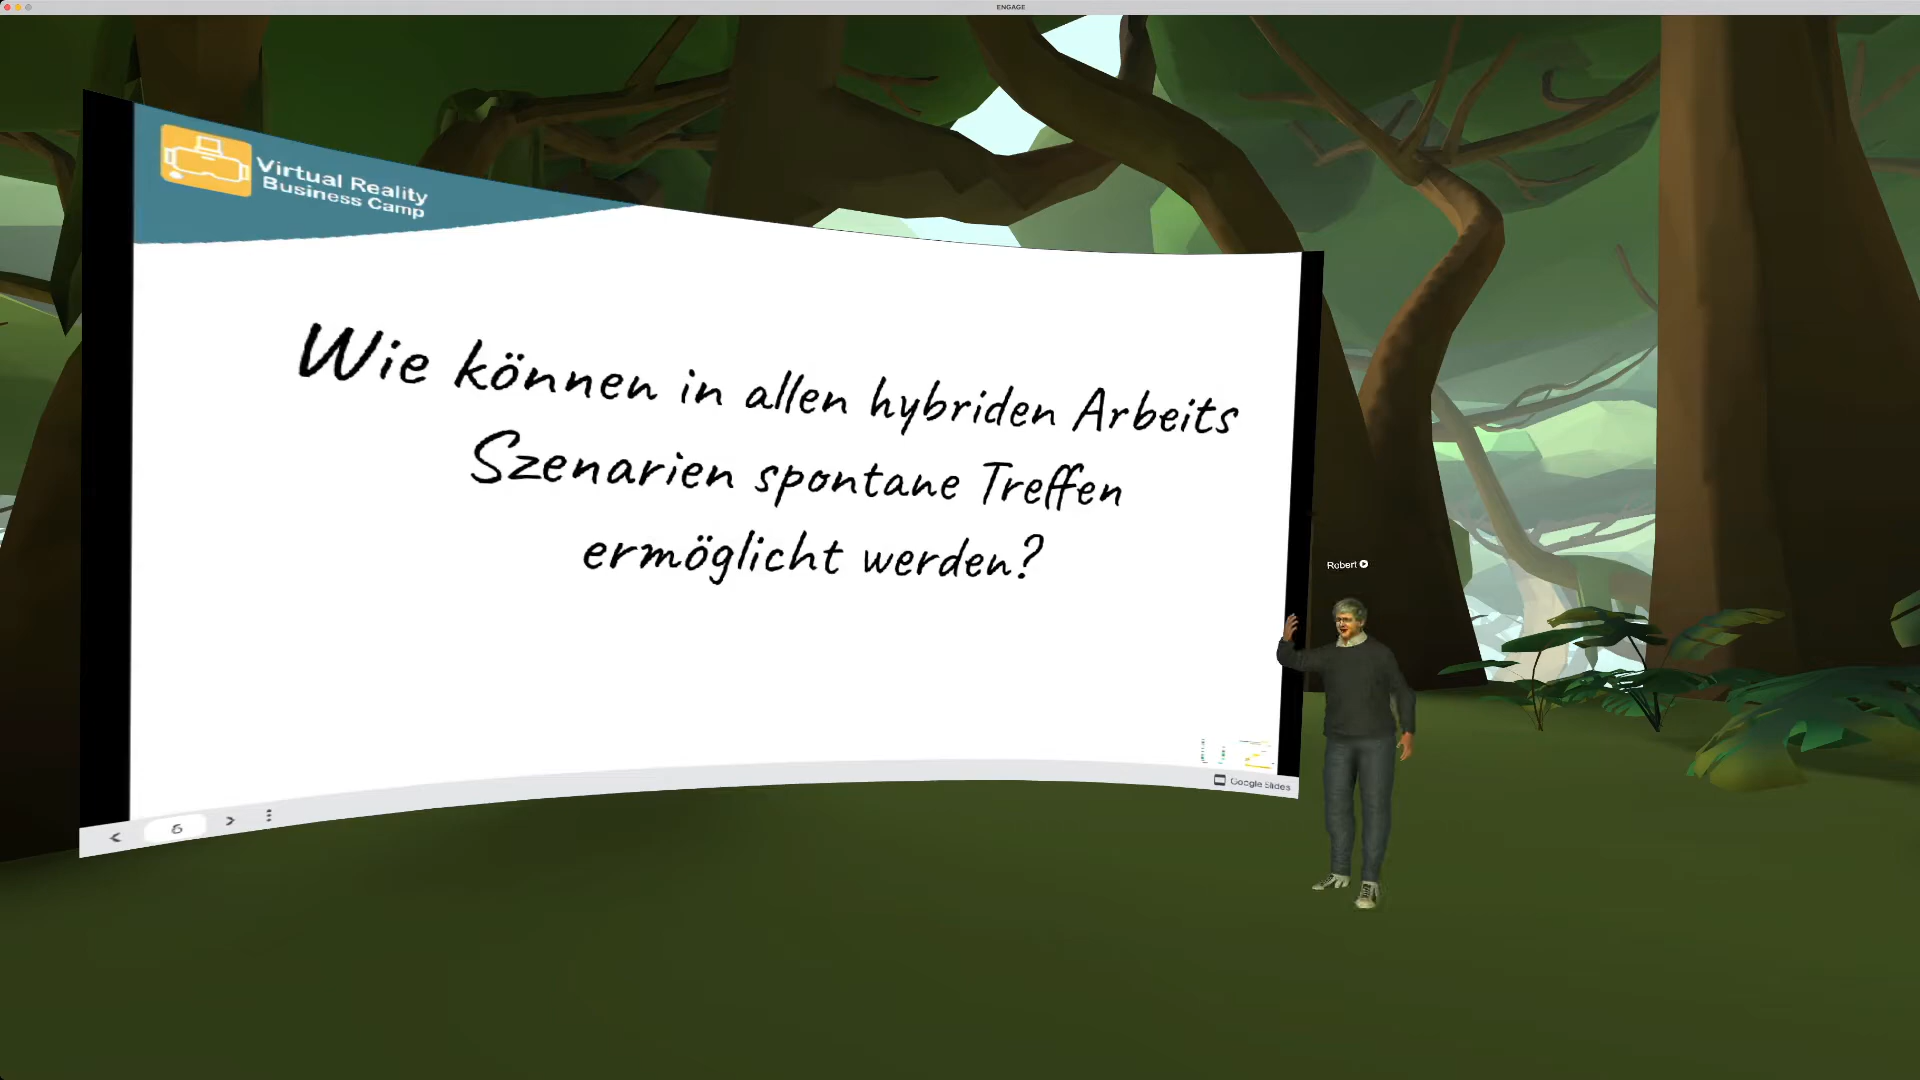 ENGAGE
Virtual Reality
Business Camp
Wie können in allen hybriden Arbeits
Szenarien spontane Treffen
ermöglicht werden?
Robert
Google Slides